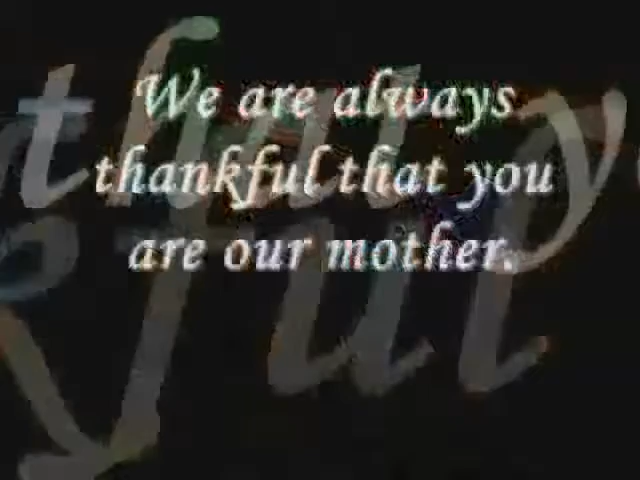 We are always
thankful that you
are our mother.